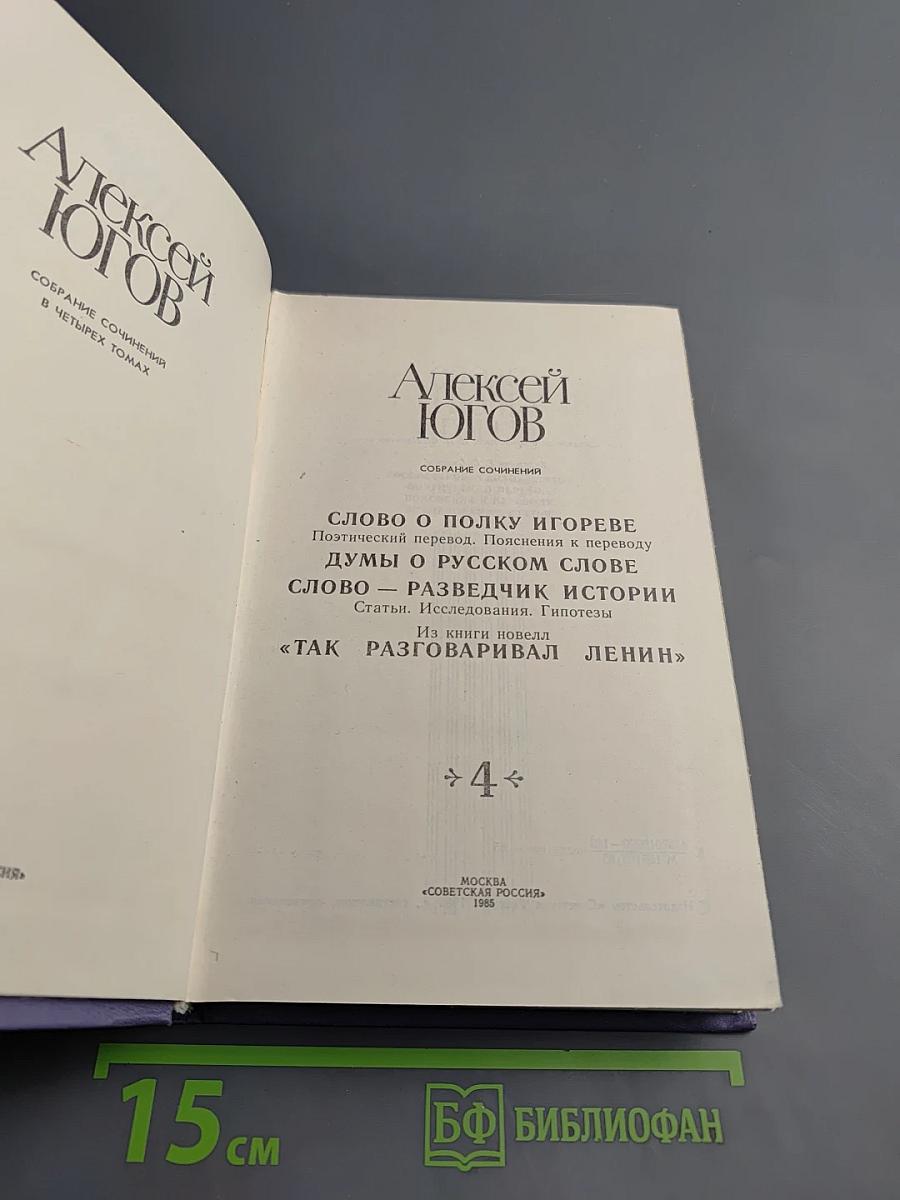 Алексей
Югов
СОБРАНИЕ СОЧИНЕНИЙ
В ЧЕТЫРЕХ ТОМАХ
Алексей
Югов
СОБРАНИЕ СОЧИНЕНИЙ
СЛОВО О ПОЛКУ ИГОРЕВЕ
Поэтический перевод. Пояснения к переводу
ДУМЫ О РУССКОМ СЛОВЕ
СЛОВО — РАЗВЕДЧИК ИСТОРИИ
Статьи. Исследования. Гипотезы
Из книги новелл
«ТАК РАЗГОВАРИВАЛ ЛЕНИН»
4
МОСКВА
«СОВЕТСКАЯ РОССИЯ»
1985
15 см
БФ БИБЛИОФАН